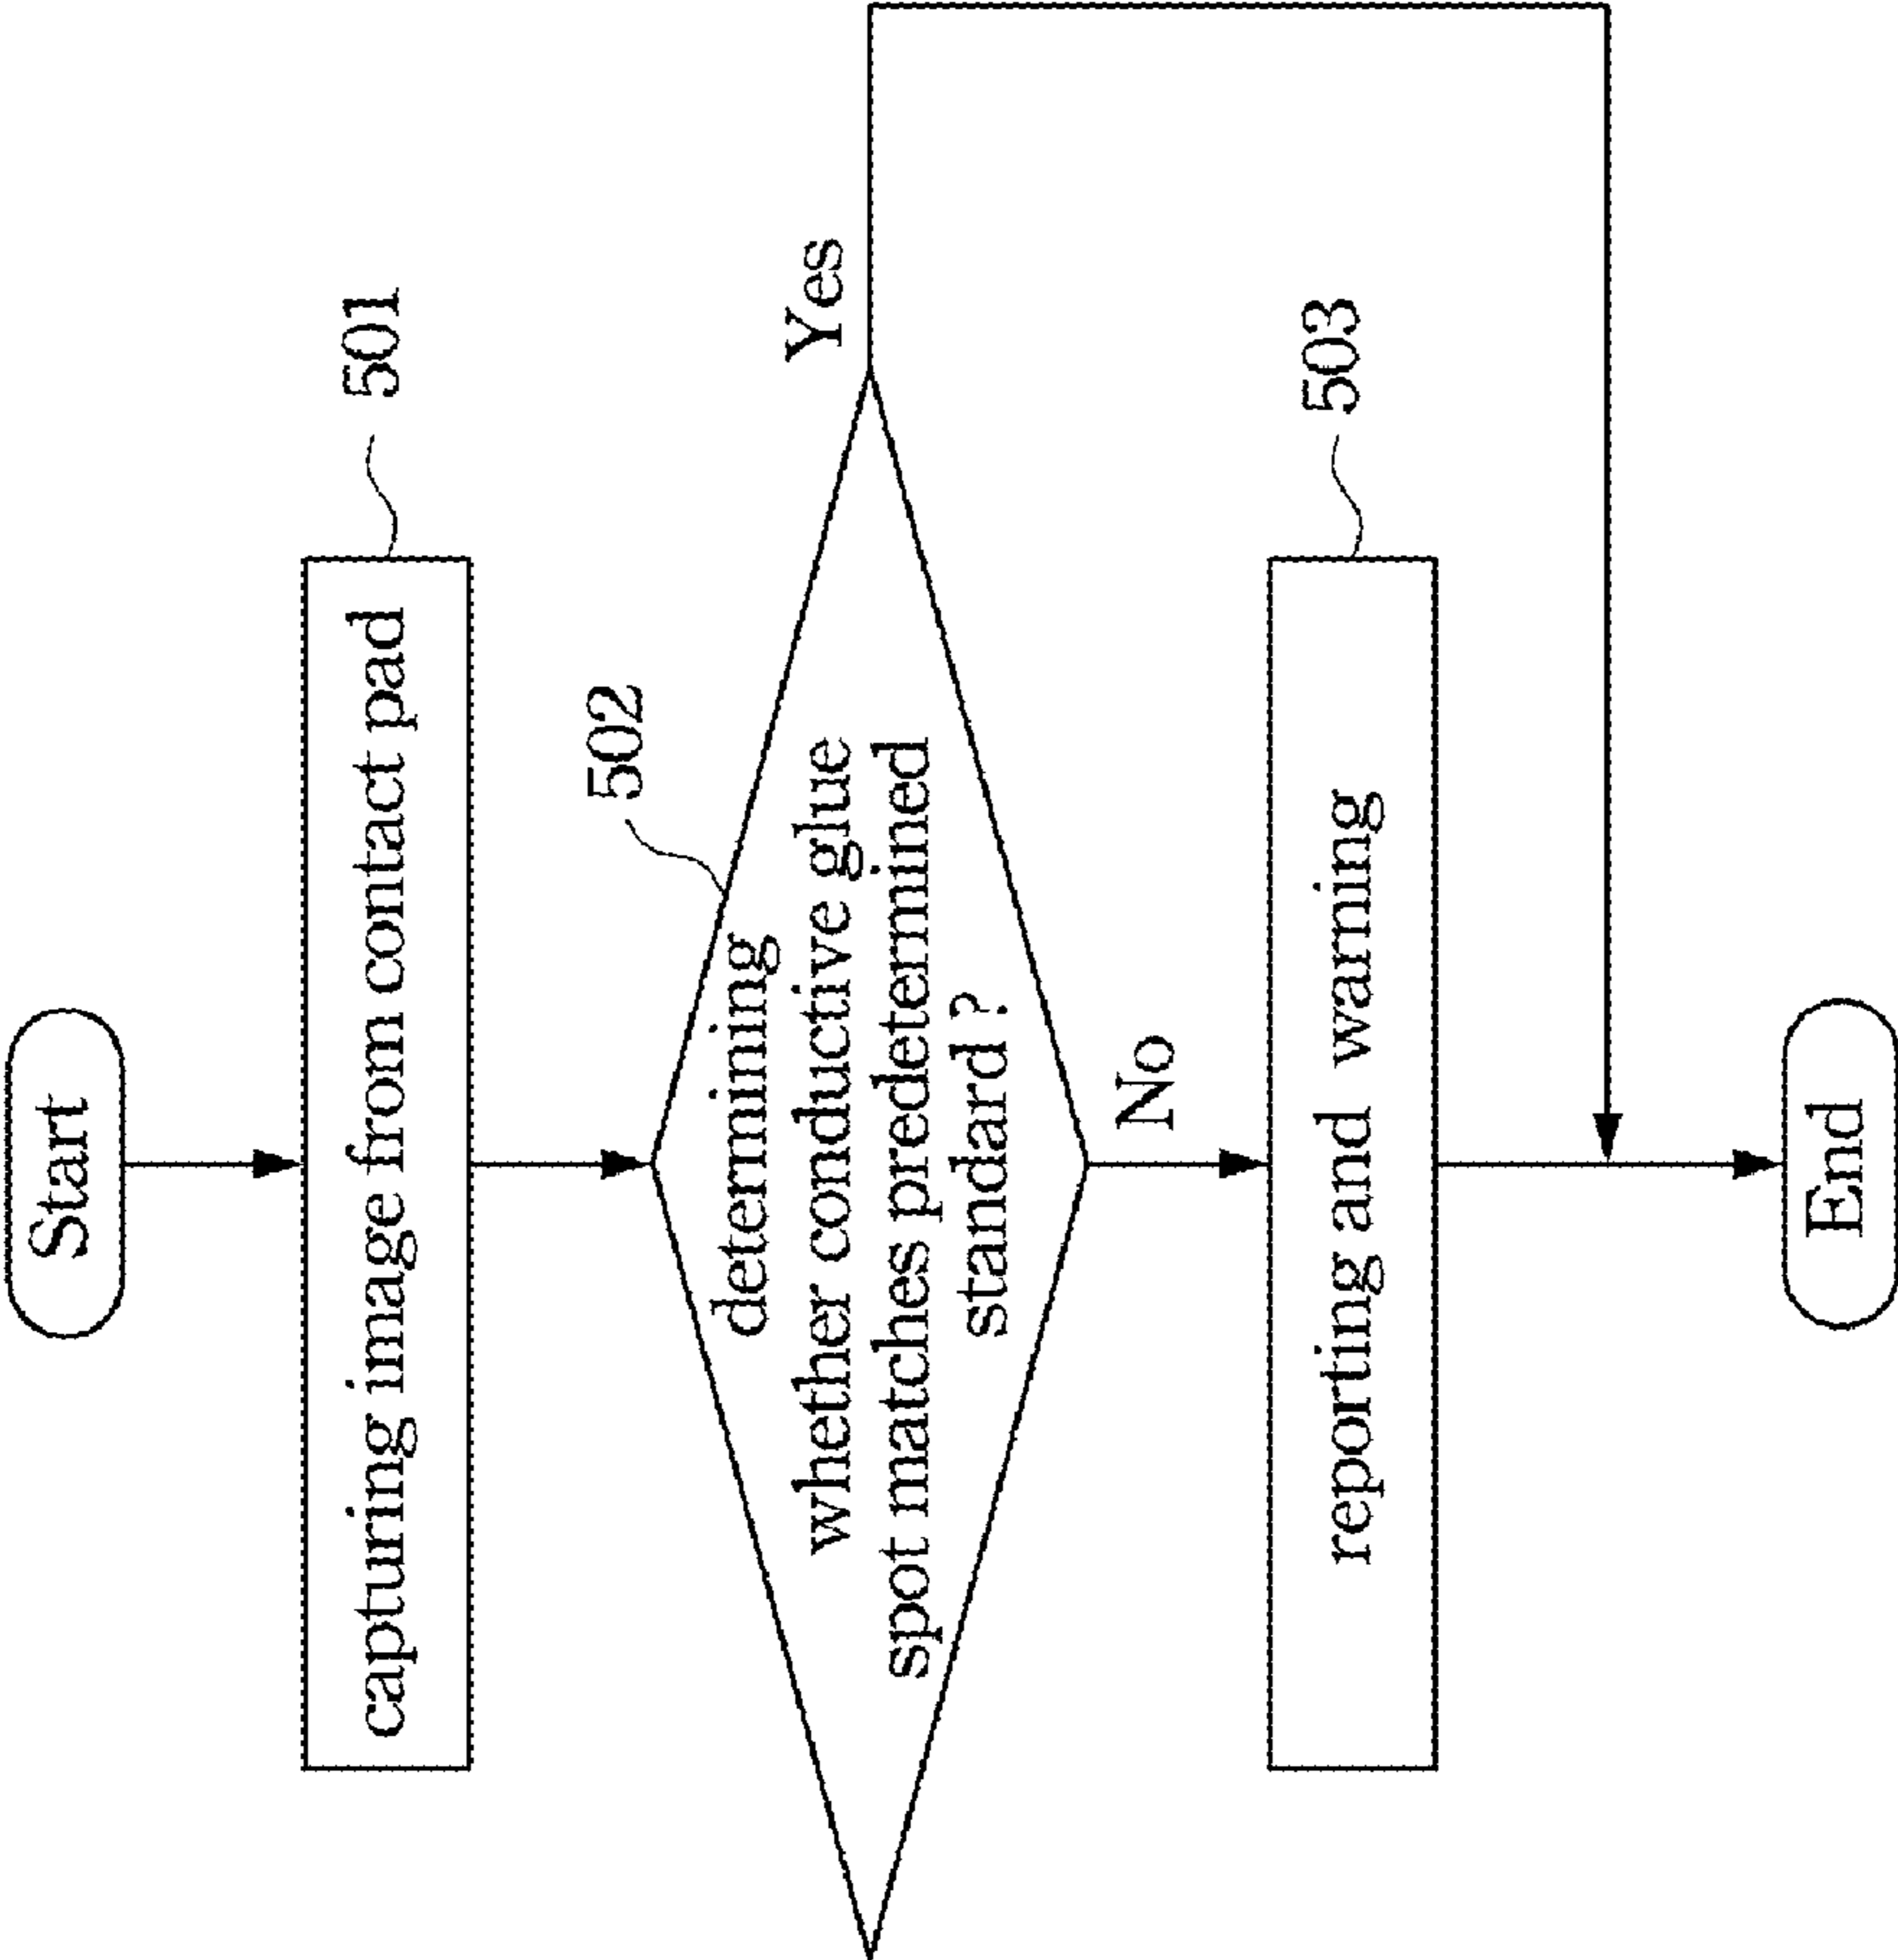 Start
capturing image from contact pad
501
502
determining
whether conductive glue
spot matches predetermined
standard?
Yes
No
reporting and warning
503
End